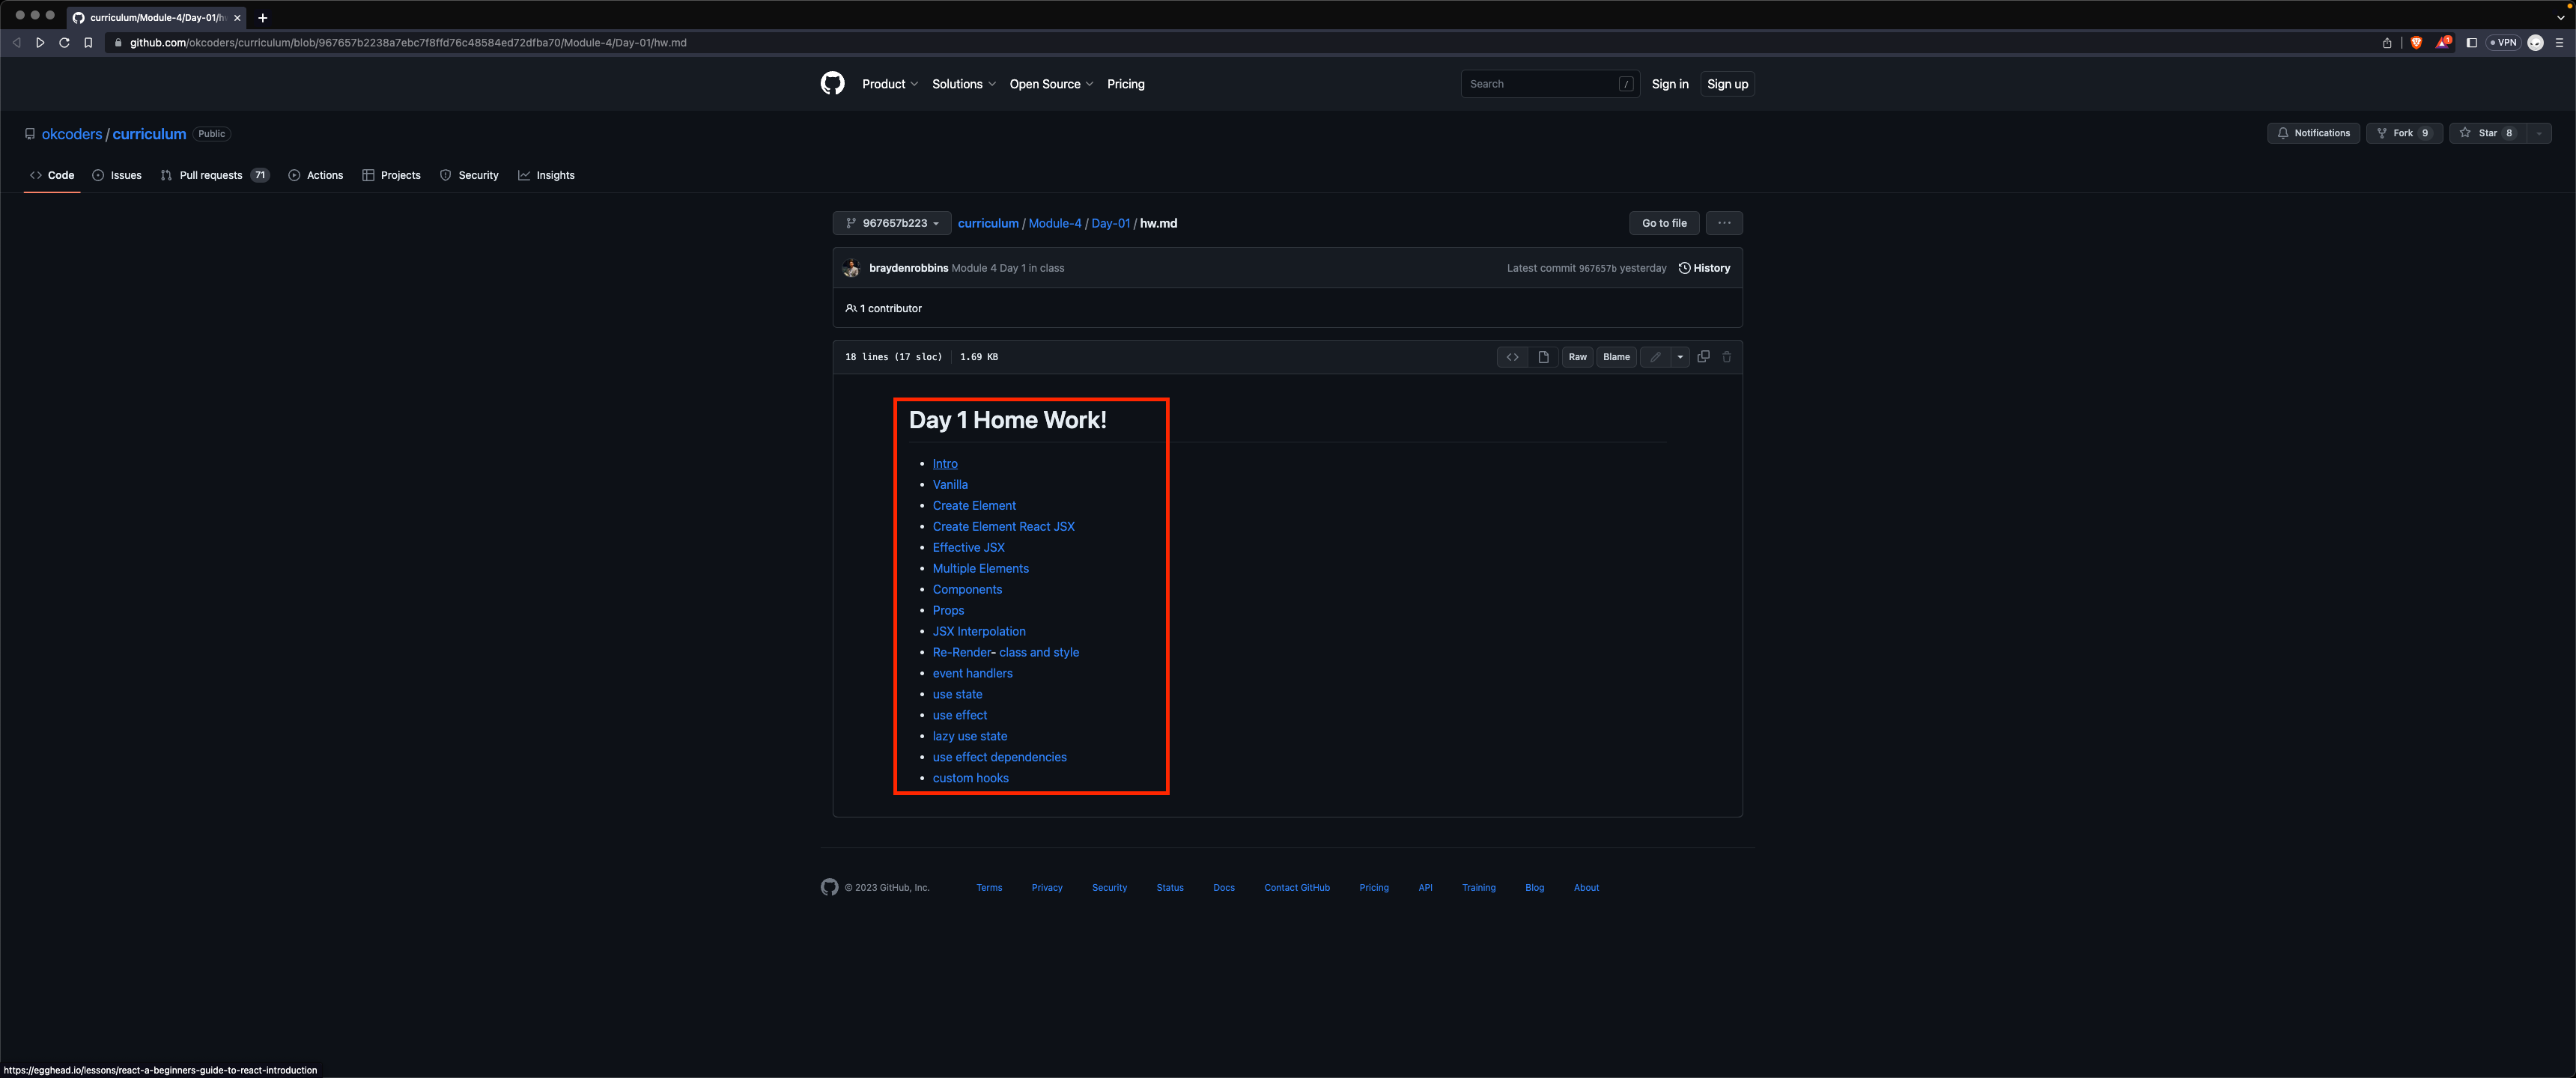 curriculum/Module-4/Day-01/h
github.com/okcoders/curriculum/blob/967657b2238a7ebc7f8ffd76c48584ed72dfba70/Module-4/Day-01/hw.md
1
VPN
Product Solutions Open Source Pricing
Search /
Sign in Sign up
okcoders / curriculum Public
Notifications Fork 9 Star 8
Code Issues Pull requests 71 Actions Projects Security Insights
967657b223 curriculum / Module-4 / Day-01 / hw.md
Go to file ...
braydenrobbins Module 4 Day 1 in class
Latest commit 967657b yesterday History
1 contributor
18 lines (17 sloc) 1.69 KB
<> Raw Blame
Day 1 Home Work!
• Intro
• Vanilla
• Create Element
• Create Element React JSX
• Effective JSX
• Multiple Elements
• Components
• Props
• JSX Interpolation
• Re-Render- class and style
• event handlers
• use state
• use effect
• lazy use state
• use effect dependencies
• custom hooks
© 2023 GitHub, Inc. Terms Privacy Security Status Docs Contact GitHub Pricing API Training Blog About
https://egghead.io/lessons/react-a-beginners-guide-to-react-introduction